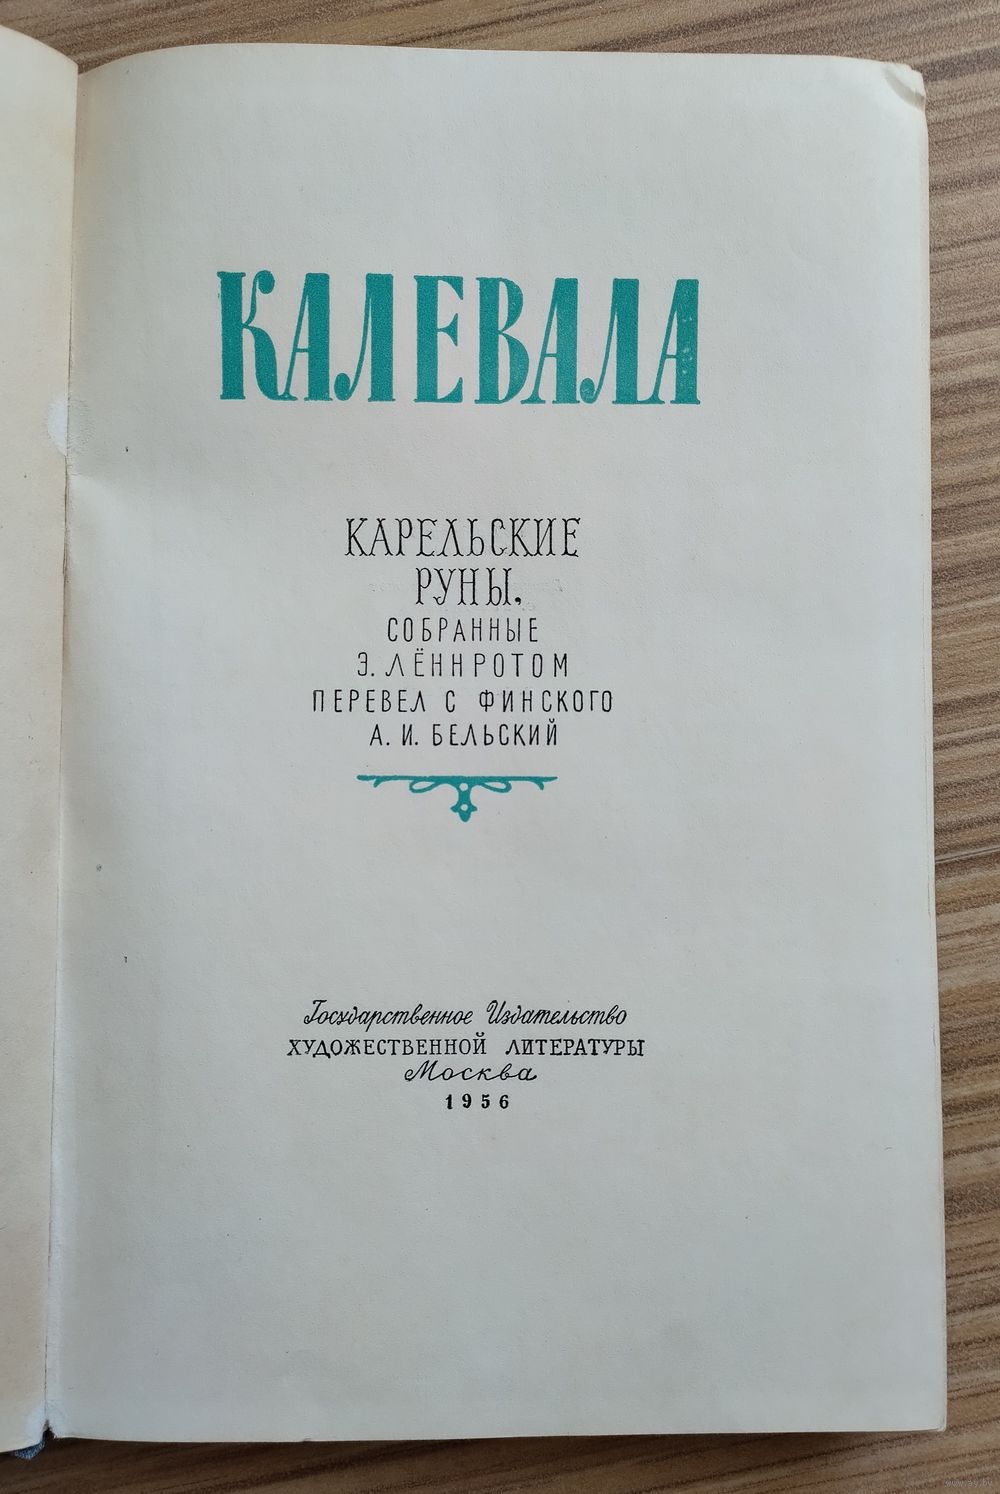 КАЛЕВАЛА
КАРЕЛЬСКИЕ
РУНЫ,
СОБРАННЫЕ
Э. ЛЁННРОТОМ
ПЕРЕВЕЛ С ФИНСКОГО
А. И. БЕЛЬСКИЙ
Государственное Издательство
ХУДОЖЕСТВЕННОЙ ЛИТЕРАТУРЫ
Москва
1956